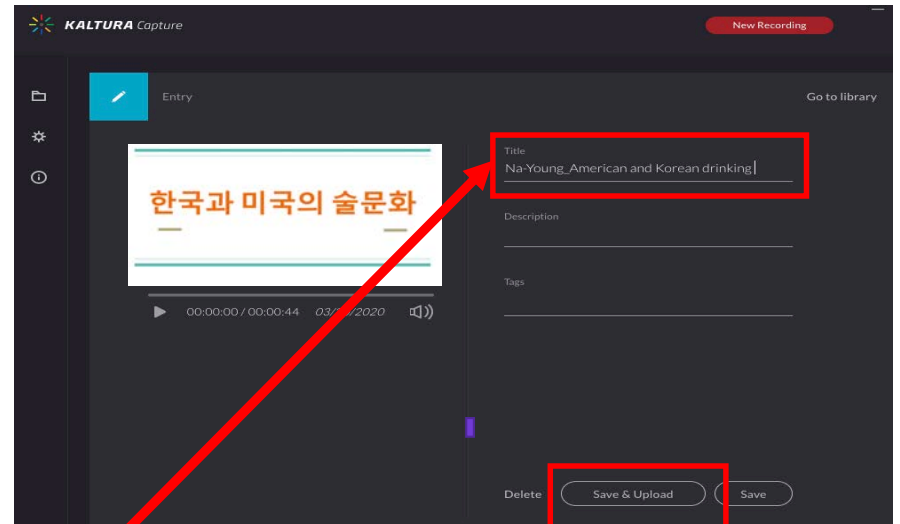 KALTURA Capture
New Recording
Entry
Go to library
Title
Na-Young_American and Korean drinking
한국과 미국의 술문화
Description
Tags
00:00:00 / 00:00:44
Delete
Save & Upload
Save